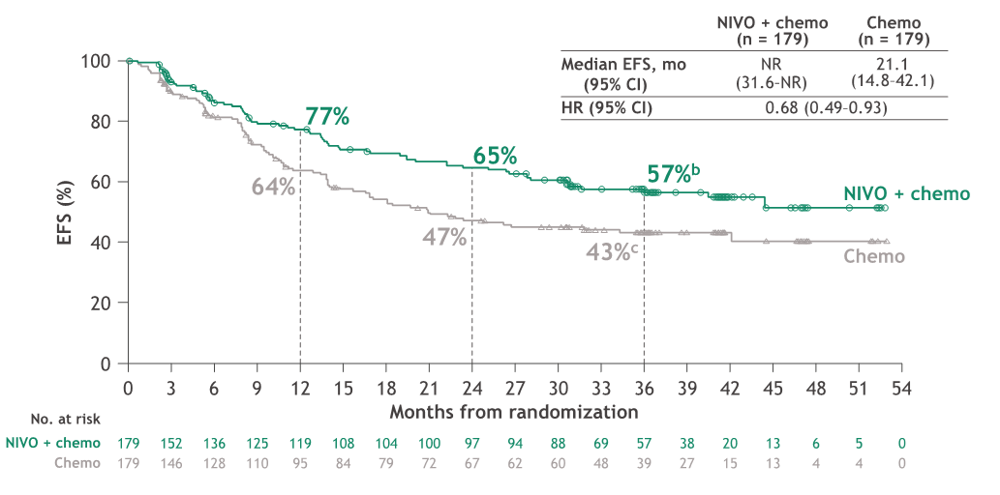 NIVO + chemo Chemo
(n = 179) (n = 179)
Median EFS, mo NR 21.1
(95% CI) (31.6-NR) (14.8-42.1)
HR (95% CI) 0.68 (0.49-0.93)
100
80
60
40
20
0
EFS (%)
77%
65%
57%b
64%
47%
43%c
NIVO + chemo
Chemo
0 3 6 9 12 15 18 21 24 27 30 33 36 39 42 45 48 51 54
Months from randomization
No. at risk
NIVO + chemo 179 152 136 125 119 108 104 100 97 94 88 69 57 38 20 13 6 5 0
Chemo 179 146 128 110 95 84 79 72 67 62 60 48 39 27 15 13 4 4 0